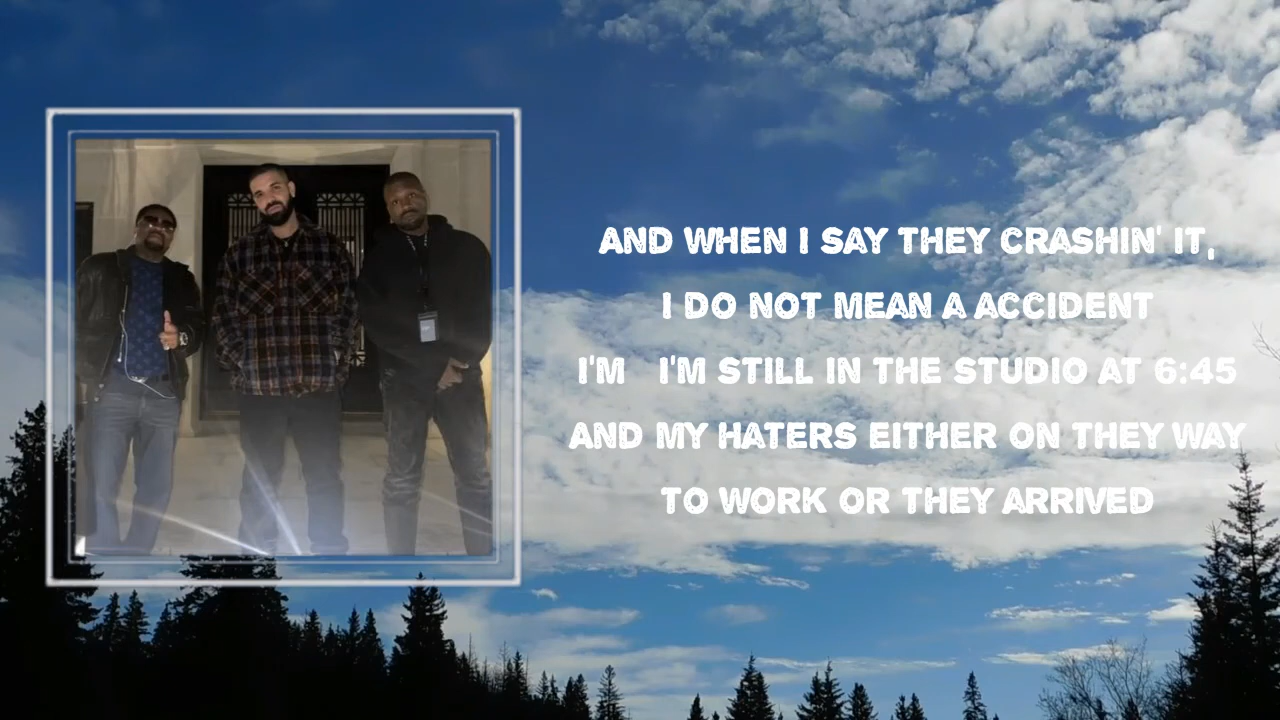 AND WHEN I SAY THEY CRASHIN' IT,
I DO NOT MEAN A ACCIDENT
I'M I'M STILL IN THE STUDIO AT 6:45
AND MY HATERS EITHER ON THEY WAY
TO WORK OR THEY ARRIVED